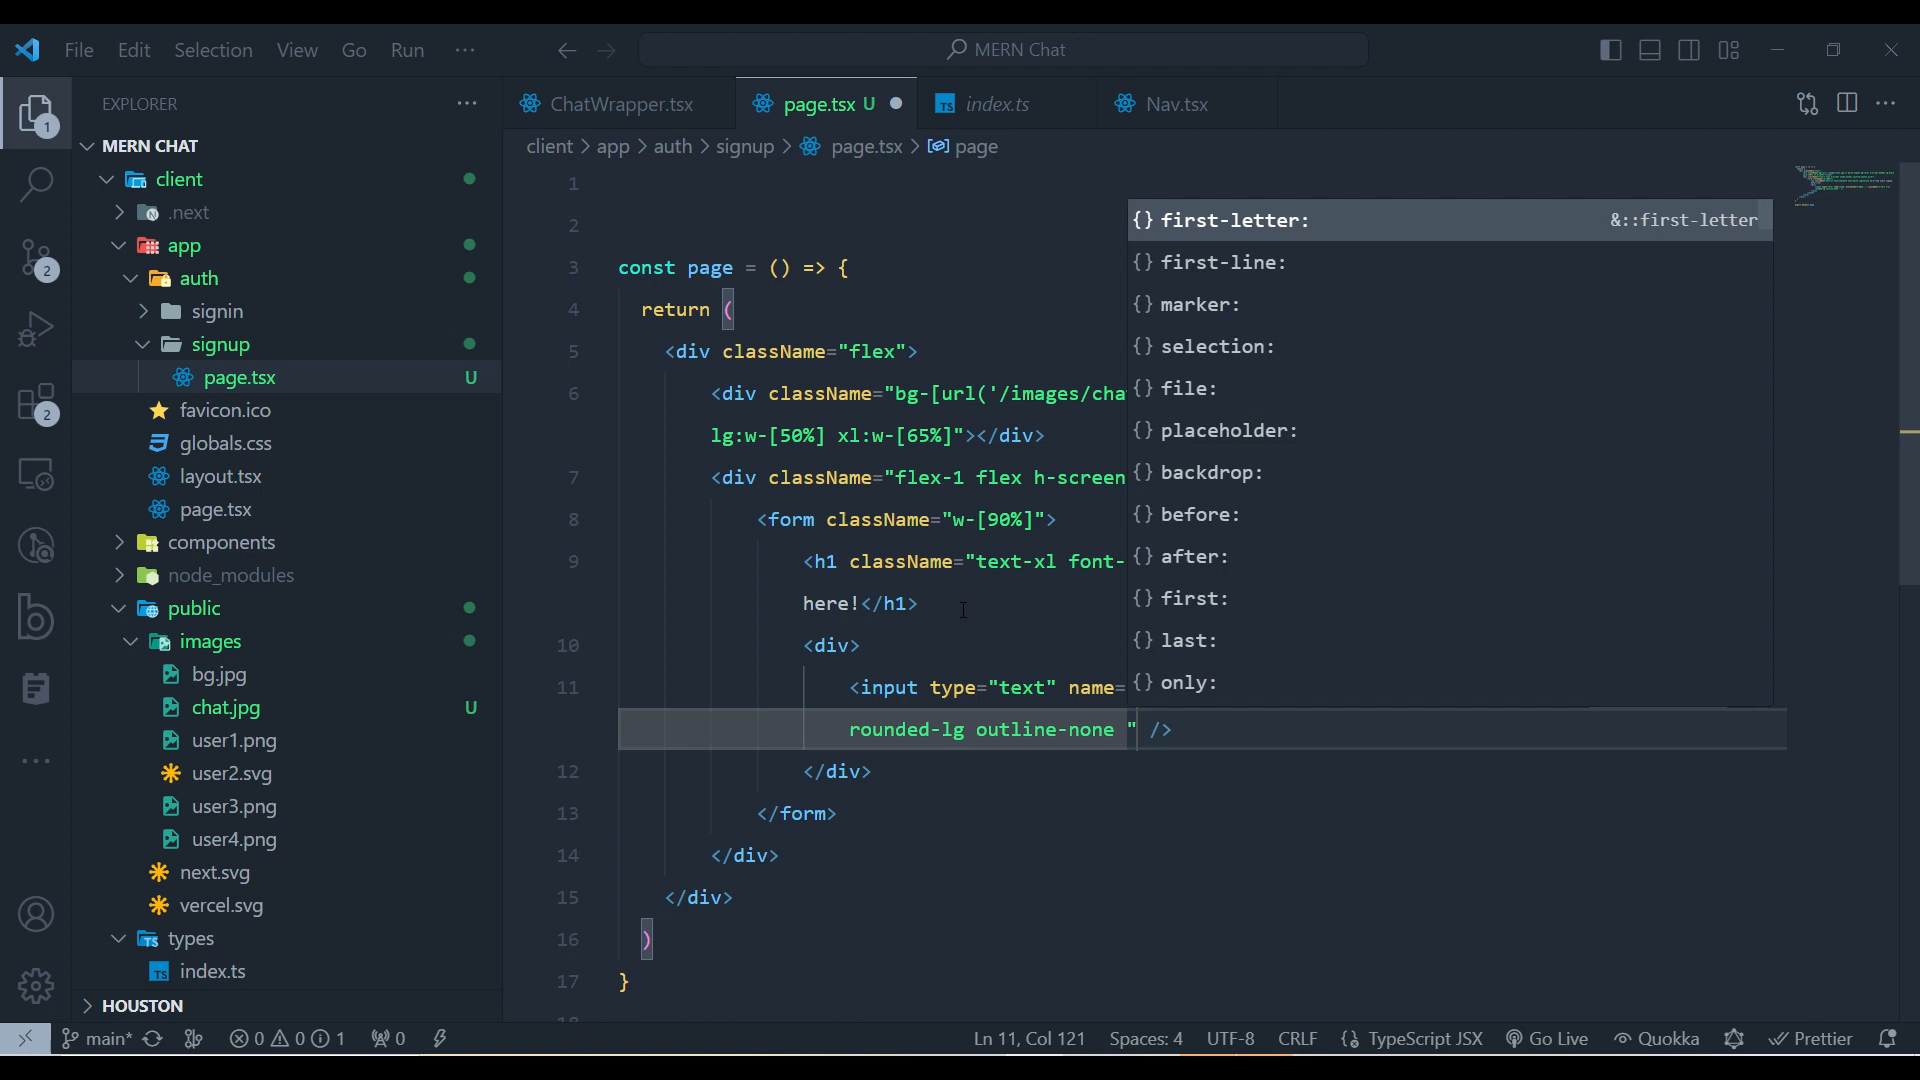 File Edit Selection View Go Run ··· MERN Chat
EXPLORER ···
MERN CHAT
client
.next
app
auth
signin
signup
page.tsx U
favicon.ico
globals.css
layout.tsx
page.tsx
components
node_modules
public
images
bg.jpg
chat.jpg U
user1.png
user2.svg
user3.png
user4.png
next.svg
vercel.svg
types
TS index.ts
HOUSTON
1
2
2
ChatWrapper.tsx page.tsx U TS index.ts Nav.tsx
client > app > auth > signup > page.tsx > page
1
2
3 const page = () => {
4 return (
5 <div className="flex">
6 <div className="bg-[url('/images/cha
lg:w-[50%] xl:w-[65%]"></div>
7 <div className="flex-1 flex h-screen
8 <form className="w-[90%]">
9 <h1 className="text-xl font-
here!</h1>
10 <div>
11 <input type="text" name=
rounded-lg outline-none " />
12 </div>
13 </form>
14 </div>
15 </div>
16 )
17 }
{} first-letter: &::first-letter
{} first-line:
{} marker:
{} selection:
{} file:
{} placeholder:
{} backdrop:
{} before:
{} after:
{} first:
{} last:
{} only:
main* 0 0 1 0 Ln 11, Col 121 Spaces: 4 UTF-8 CRLF TypeScript JSX Go Live Quokka Prettier